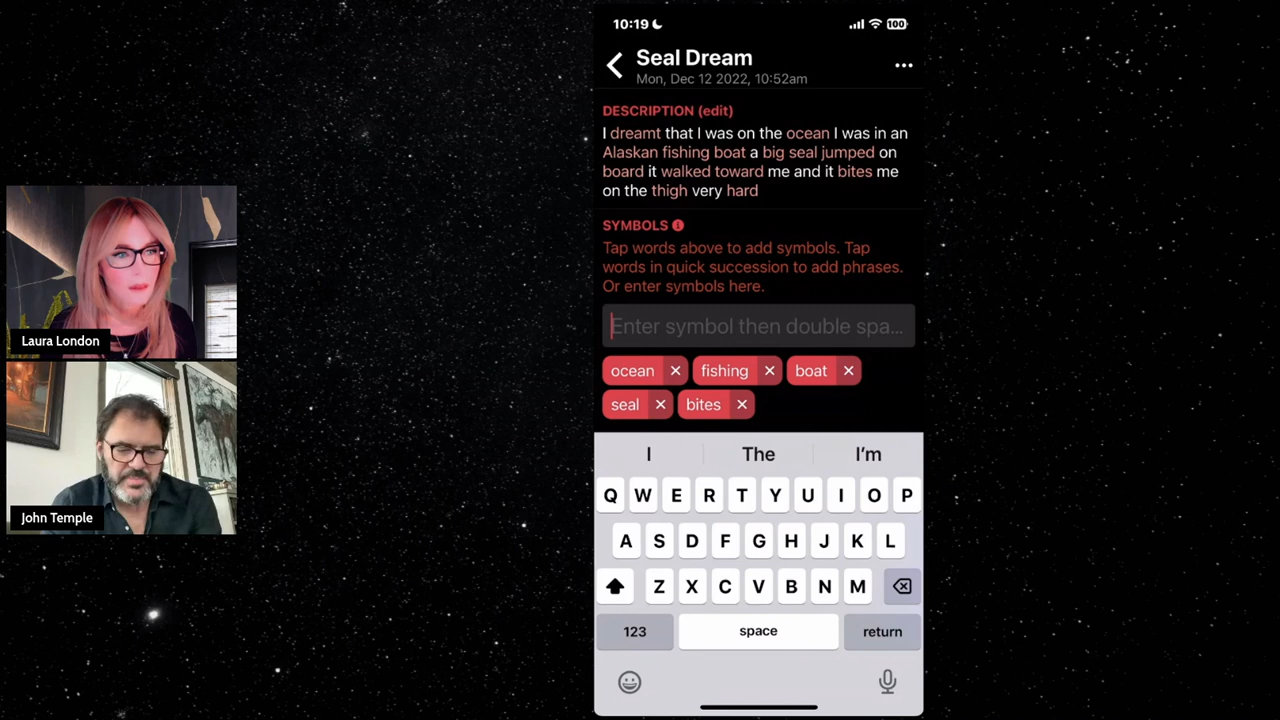 10:19
100
Seal Dream
Mon, Dec 12 2022, 10:52am
DESCRIPTION (edit)
I dreamt that I was on the ocean I was in an
Alaskan fishing boat a big seal jumped on
board it walked toward me and it bites me
on the thigh very hard
SYMBOLS
Tap words above to add symbols. Tap
words in quick succession to add phrases.
Or enter symbols here.
Enter symbol then double spa...
ocean × fishing × boat ×
seal × bites ×
I The I'm
Q W E R T Y U I O P
A S D F G H J K L
Z X C V B N M
123 space return
Laura London
John Temple